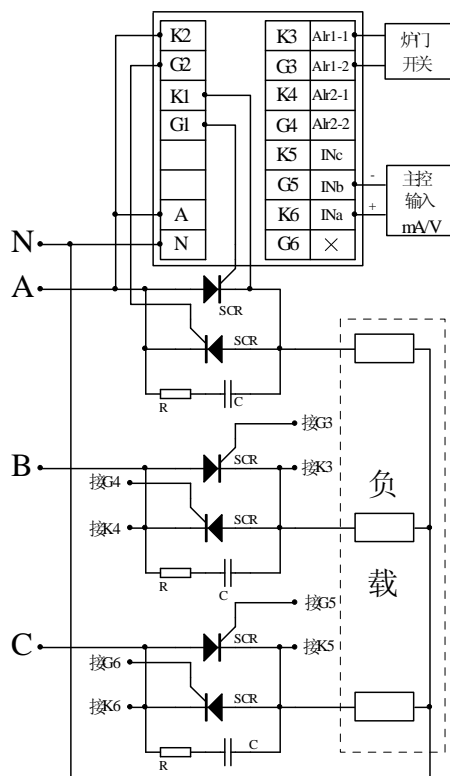 K2 K3 Alr1-1 炉门
G2 G3 Alr1-2 开关
K1 K4 Alr2-1
G1 G4 Alr2-2
K5 INc
G5 INb - 主控
A K6 INa + 输入
N N G6 × mA/V
A
SCR
SCR
R C
接G3
B SCR 接K3
接G4
负
接K4 SCR
载
R C
接G5
C SCR 接K5
接G6
接K6 SCR
R C